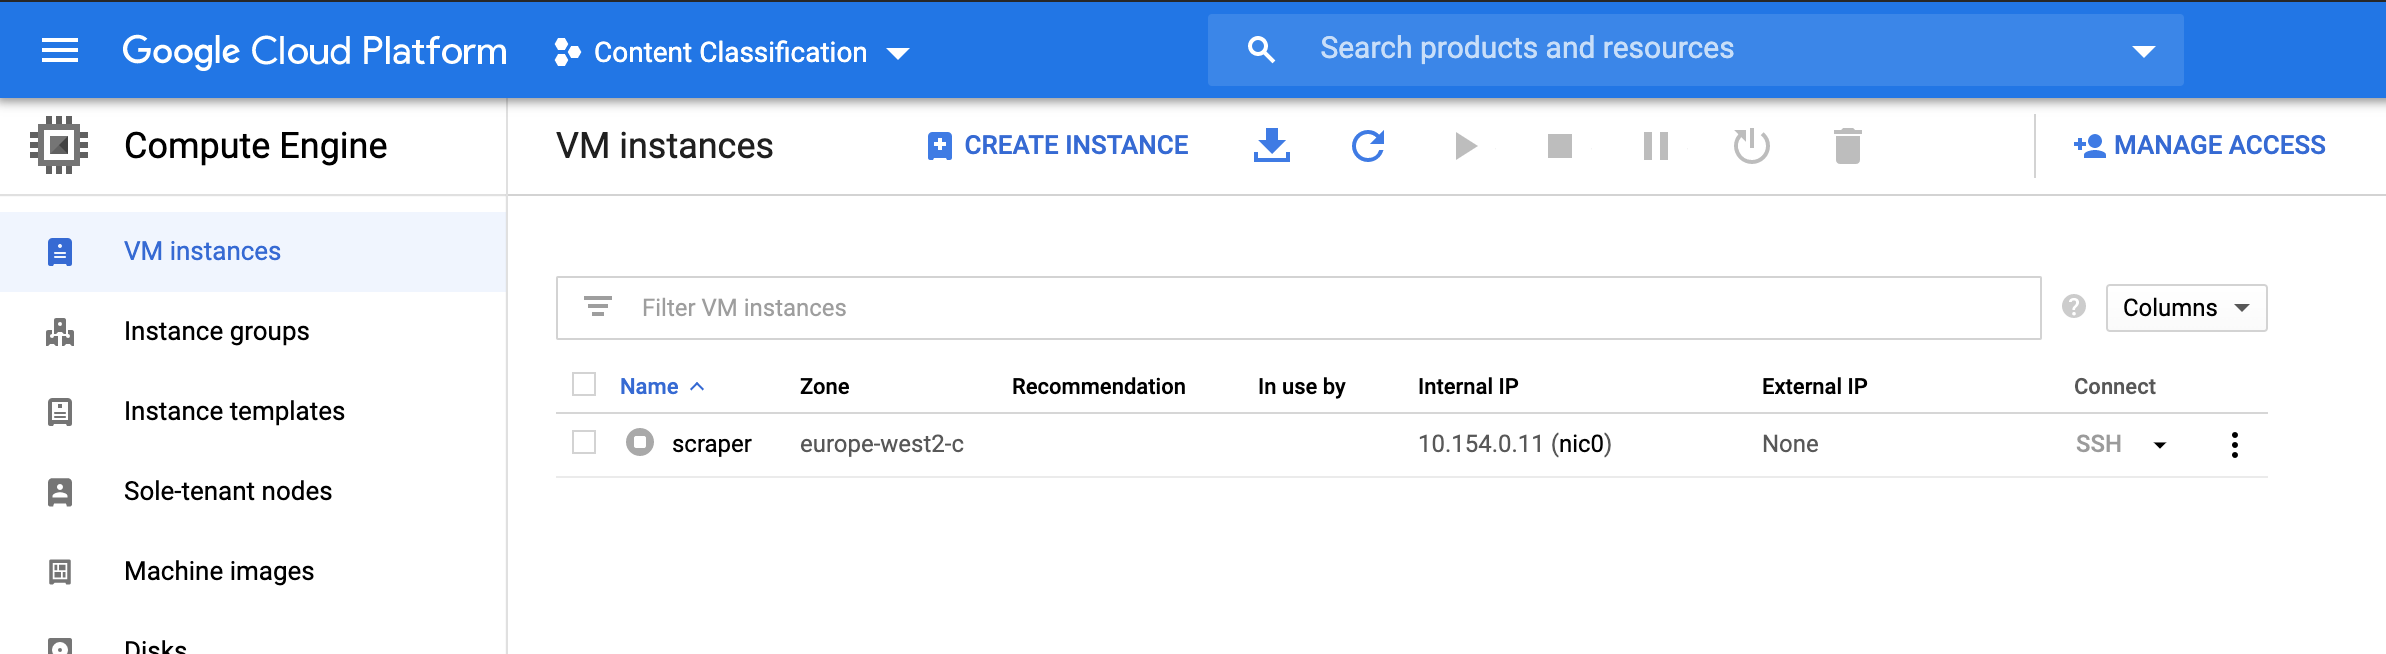 Google Cloud Platform
Content Classification
Search products and resources
Compute Engine
VM instances
CREATE INSTANCE
MANAGE ACCESS
VM instances
Instance groups
Instance templates
Sole-tenant nodes
Machine images
Disks
Filter VM instances
?
Columns
Name Zone Recommendation In use by Internal IP External IP Connect
scraper europe-west2-c 10.154.0.11 (nic0) None SSH